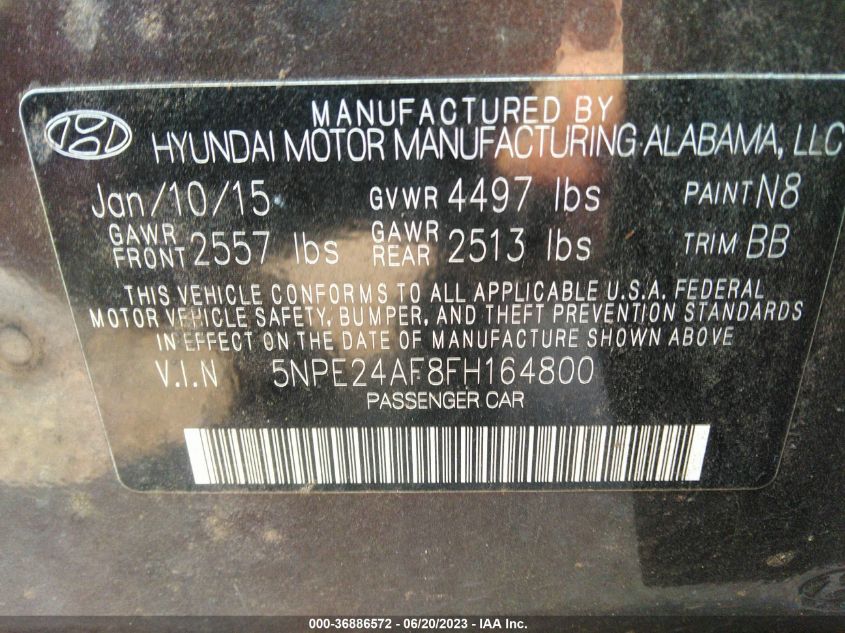 MANUFACTURED BY
HYUNDAI MOTOR MANUFACTURING ALABAMA, LLC
Jan/10/15 GVWR 4497 lbs PAINT N8
GAWR FRONT 2557 lbs GAWR REAR 2513 lbs TRIM BB
THIS VEHICLE CONFORMS TO ALL APPLICABLE U.S.A. FEDERAL
MOTOR VEHICLE SAFETY, BUMPER, AND THEFT PREVENTION STANDARDS
IN EFFECT ON THE DATE OF MANUFACTURE SHOWN ABOVE
V.I.N 5NPE24AF8FH164800
PASSENGER CAR
000-36886572 - 06/20/2023 - IAA Inc.